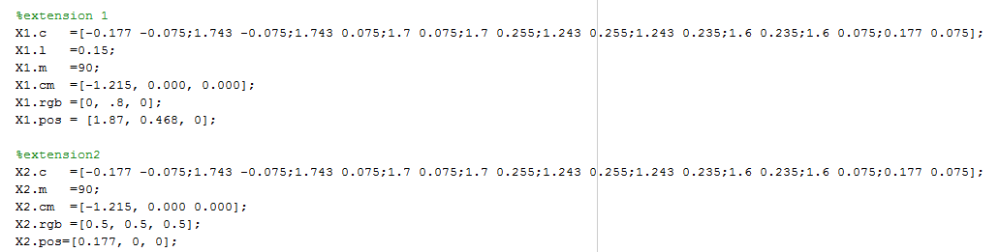 %extension 1
X1.c   =[-0.177 -0.075;1.743 -0.075;1.743 0.075;1.7 0.075;1.7 0.255;1.243 0.255;1.243 0.235;1.6 0.235;1.6 0.075;0.177 0.075];
X1.l   =0.15;
X1.m   =90;
X1.cm  =[-1.215, 0.000, 0.000];
X1.rgb =[0, .8, 0];
X1.pos = [1.87, 0.468, 0];
%extension2
X2.c   =[-0.177 -0.075;1.743 -0.075;1.743 0.075;1.7 0.075;1.7 0.255;1.243 0.255;1.243 0.235;1.6 0.235;1.6 0.075;0.177 0.075];
X2.m   =90;
X2.cm  =[-1.215, 0.000 0.000];
X2.rgb =[0.5, 0.5, 0.5];
X2.pos=[0.177, 0, 0];